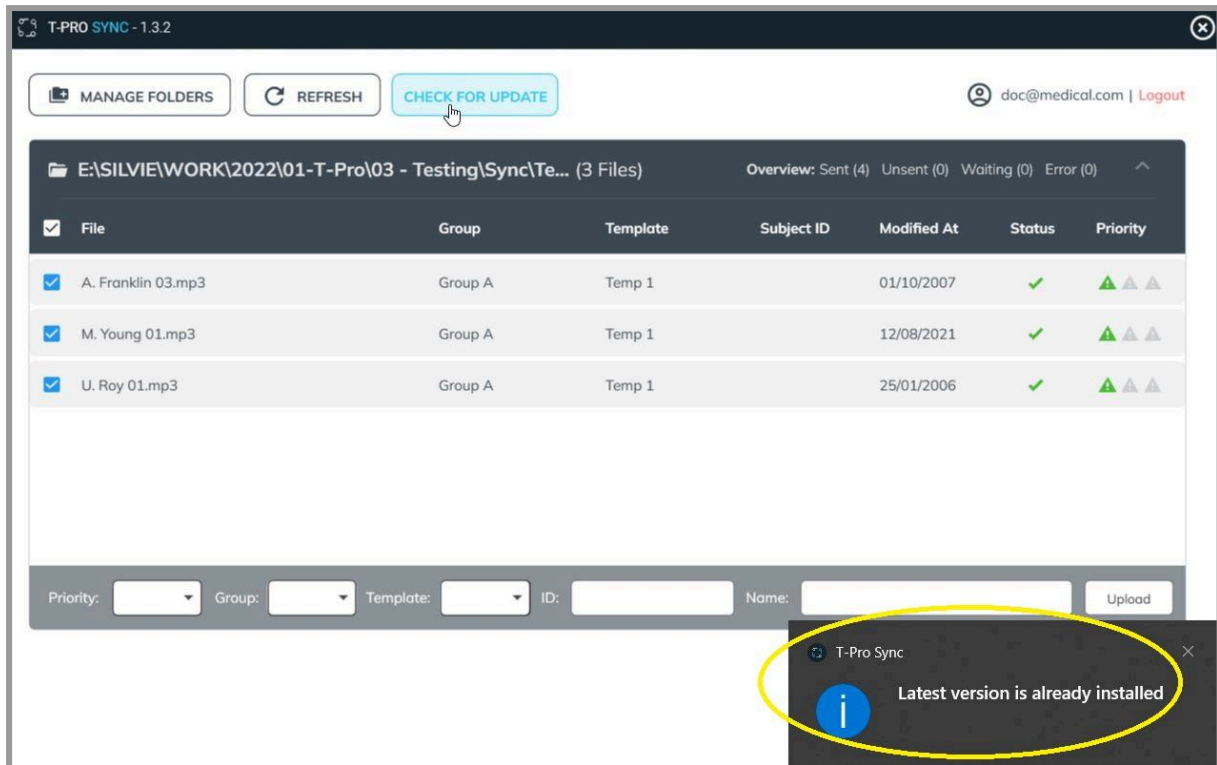 T-PRO SYNC - 1.3.2
MANAGE FOLDERS REFRESH CHECK FOR UPDATE doc@medical.com | Logout
E:\SILVIE\WORK\2022\01-T-Pro\03 - Testing\Sync\Te... (3 Files) Overview: Sent (4) Unsent (0) Waiting (0) Error (0)
File Group Template Subject ID Modified At Status Priority
A. Franklin 03.mp3 Group A Temp 1 01/10/2007
M. Young 01.mp3 Group A Temp 1 12/08/2021
U. Roy 01.mp3 Group A Temp 1 25/01/2006
Priority: Group: Template: ID: Name: Upload
T-Pro Sync
Latest version is already installed